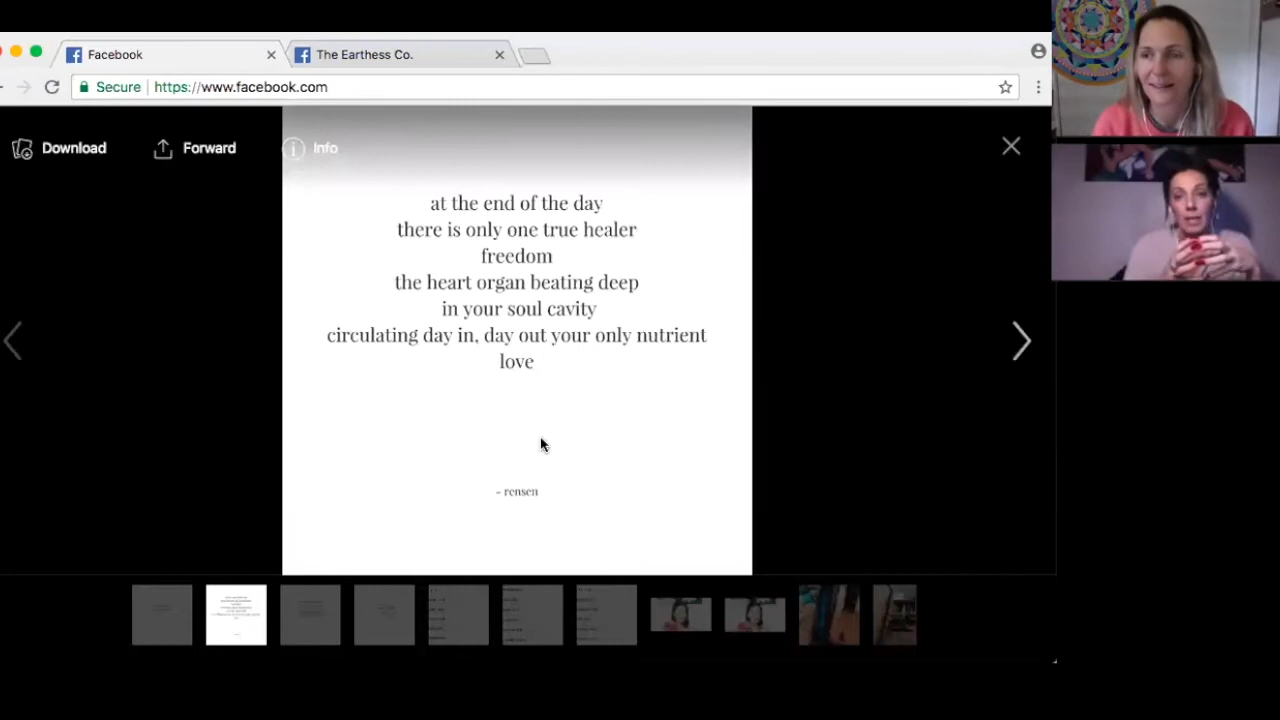 Facebook
The Earthess Co.
Secure https://www.facebook.com
Download
Forward
Info
at the end of the day
there is only one true healer
freedom
the heart organ beating deep
in your soul cavity
circulating day in, day out your only nutrient
love
- rensen